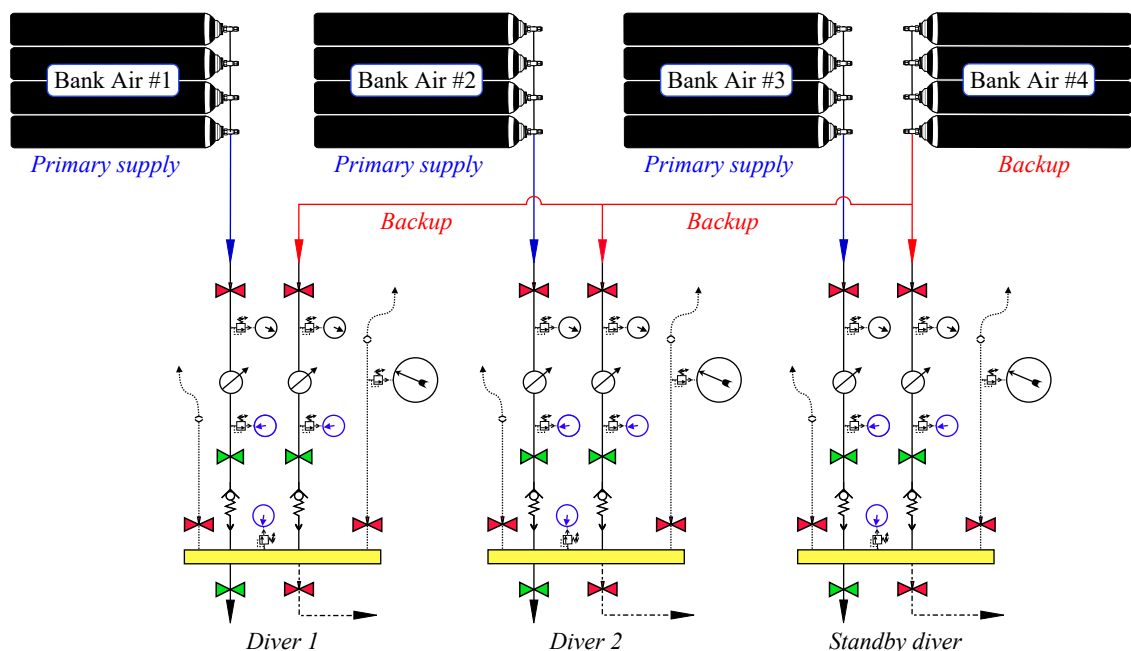 Bank Air #1
Bank Air #2
Bank Air #3
Bank Air #4
Primary supply
Primary supply
Primary supply
Backup
Backup
Backup
Diver 1
Diver 2
Standby diver